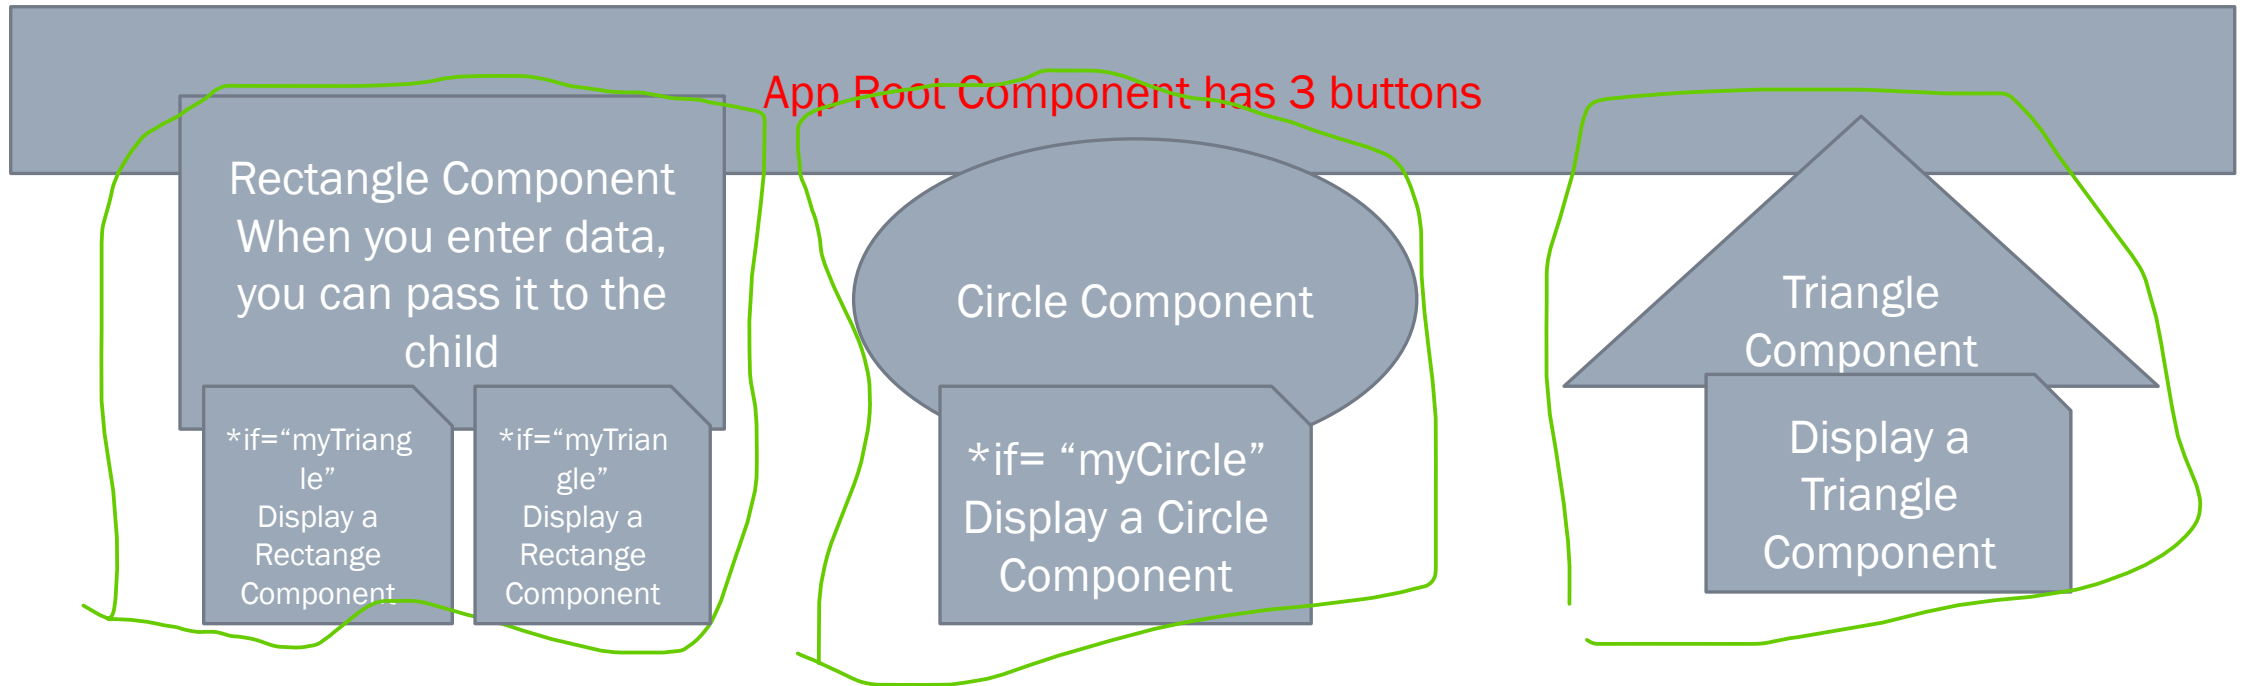 App Root Component has 3 buttons
Rectangle Component
When you enter data,
you can pass it to the
child
*if=“myTriang
le”
Display a
Rectange
Component
*if=“myTrian
gle”
Display a
Rectange
Component
Circle Component
*if= “myCircle”
Display a Circle
Component
Triangle
Component
Display a
Triangle
Component